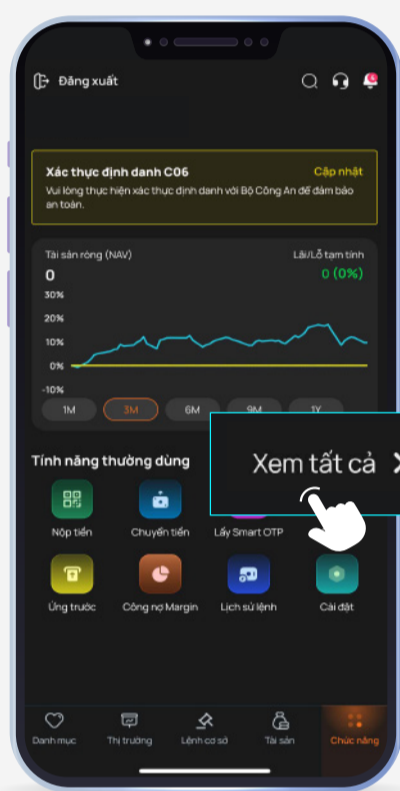 Đăng xuất
Xác thực định danh C06
Cập nhật
Vui lòng thực hiện xác thực định danh với Bộ Công An để đảm bảo
an toàn.
Tài sản ròng (NAV)
Lãi/Lỗ tạm tính
0
0 (0%)
30%
20%
10%
0%
-10%
1M
3M
6M
9M
1Y
Tính năng thường dùng
Xem tất cả
Nộp tiền
Chuyển tiền
Lấy Smart OTP
Ứng trước
Công nợ Margin
Lịch sử lệnh
Cài đặt
Danh mục
Thị trường
Lệnh cơ sở
Tài sản
Chức năng